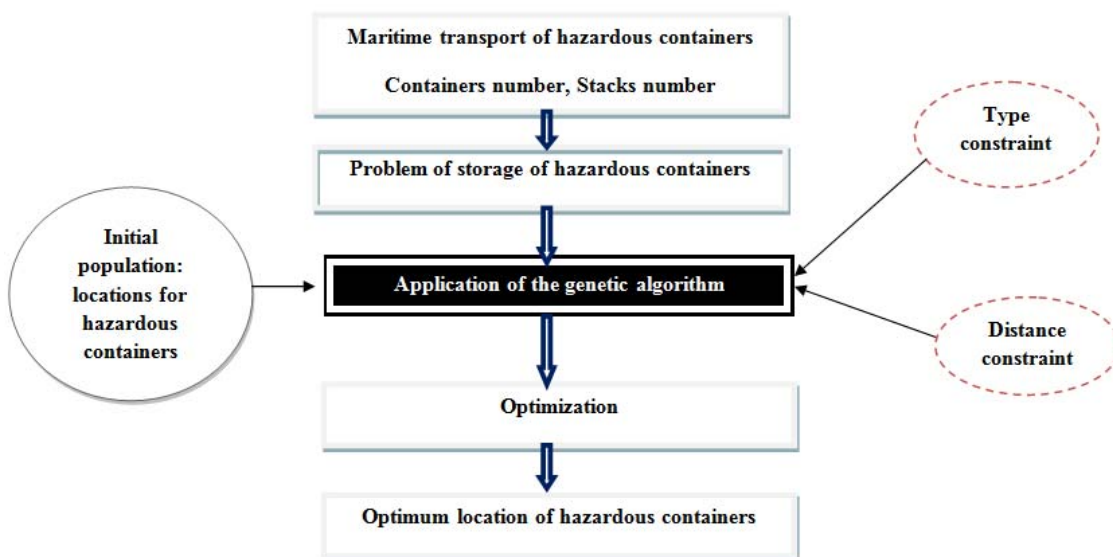 Maritime transport of hazardous containers
Containers number, Stacks number
Type
constraint
Problem of storage of hazardous containers
Initial
population:
locations for
hazardous
containers
Application of the genetic algorithm
Distance
constraint
Optimization
Optimum location of hazardous containers